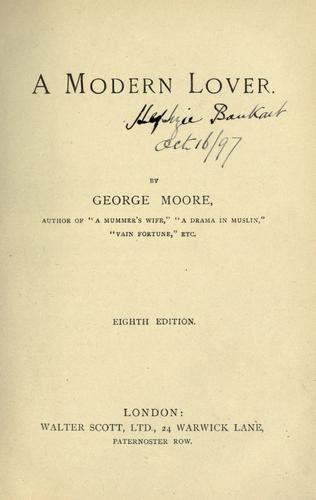 A MODERN LOVER.
Bankart
Oct 16/97
BY
GEORGE MOORE,
AUTHOR OF "A MUMMER'S WIFE," "A DRAMA IN MUSLIN,"
"VAIN FORTUNE," ETC.
EIGHTH EDITION.
LONDON:
WALTER SCOTT, LTD., 24 WARWICK LANE,
PATERNOSTER ROW.